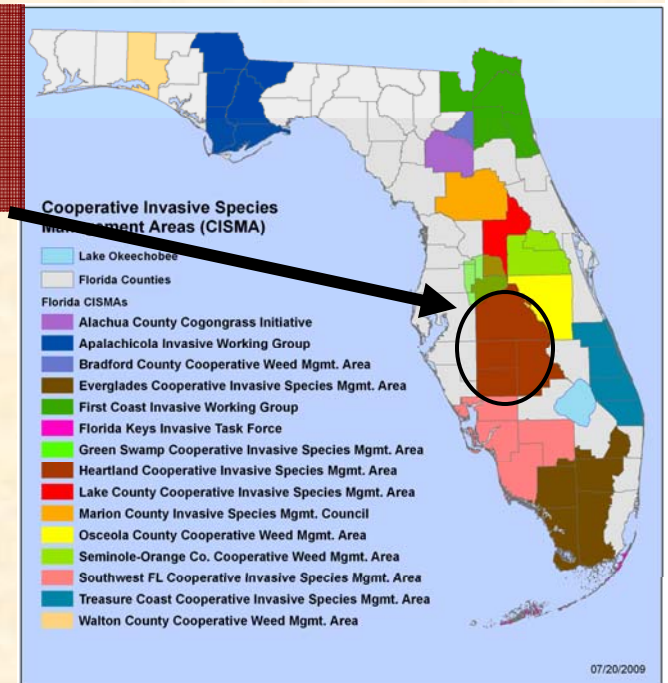 Cooperative Invasive Species
Management Areas (CISMA)
Lake Okeechobee
Florida Counties
Florida CISMAs
Alachua County Cogongrass Initiative
Apalachicola Invasive Working Group
Bradford County Cooperative Weed Mgmt. Area
Everglades Cooperative Invasive Species Mgmt. Area
First Coast Invasive Working Group
Florida Keys Invasive Task Force
Green Swamp Cooperative Invasive Species Mgmt. Area
Heartland Cooperative Invasive Species Mgmt. Area
Lake County Cooperative Invasive Species Mgmt. Area
Marion County Invasive Species Mgmt. Council
Osceola County Cooperative Weed Mgmt. Area
Seminole-Orange Co. Cooperative Weed Mgmt. Area
Southwest FL Cooperative Invasive Species Mgmt. Area
Treasure Coast Cooperative Invasive Species Mgmt. Area
Walton County Cooperative Weed Mgmt. Area
07/20/2009